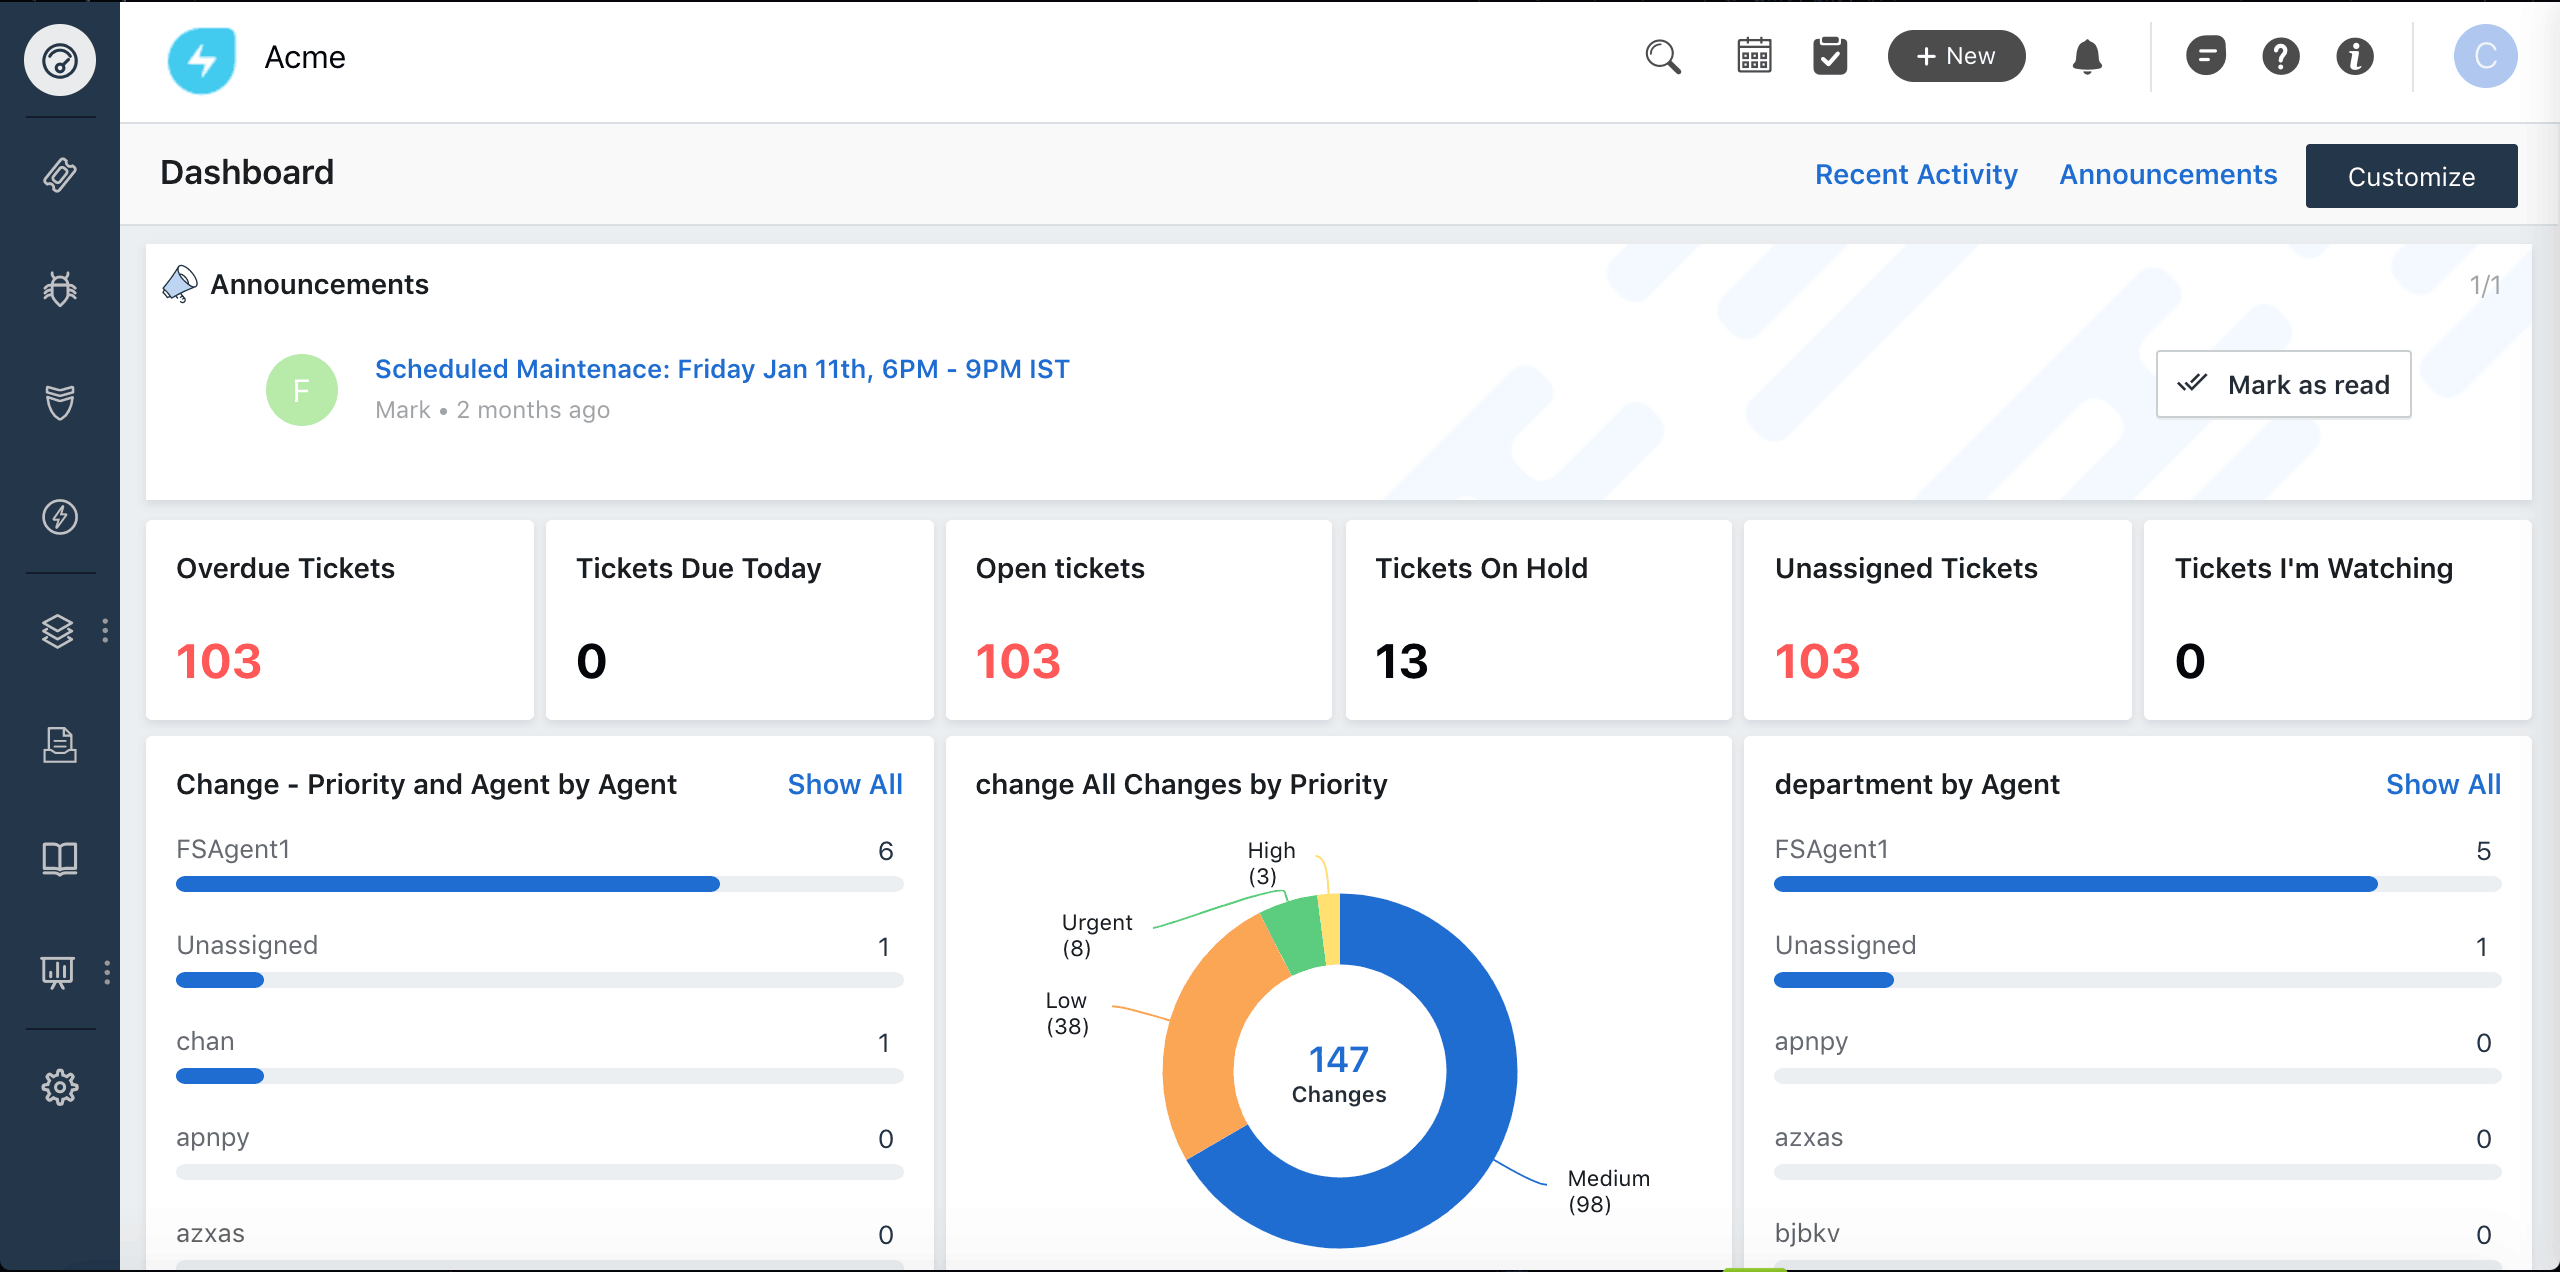 Acme
+ New
C
Dashboard
Recent Activity
Announcements
Customize
Announcements
1/1
F
Scheduled Maintenace: Friday Jan 11th, 6PM - 9PM IST
Mark • 2 months ago
Mark as read
Overdue Tickets
103
Tickets Due Today
0
Open tickets
103
Tickets On Hold
13
Unassigned Tickets
103
Tickets I'm Watching
0
Change - Priority and Agent by Agent
Show All
FSAgent1
6
Unassigned
1
chan
1
apnpy
0
azxas
0
change All Changes by Priority
High
(3)
Urgent
(8)
Low
(38)
147
Changes
Medium
(98)
department by Agent
Show All
FSAgent1
5
Unassigned
1
apnpy
0
azxas
0
bjbkv
0